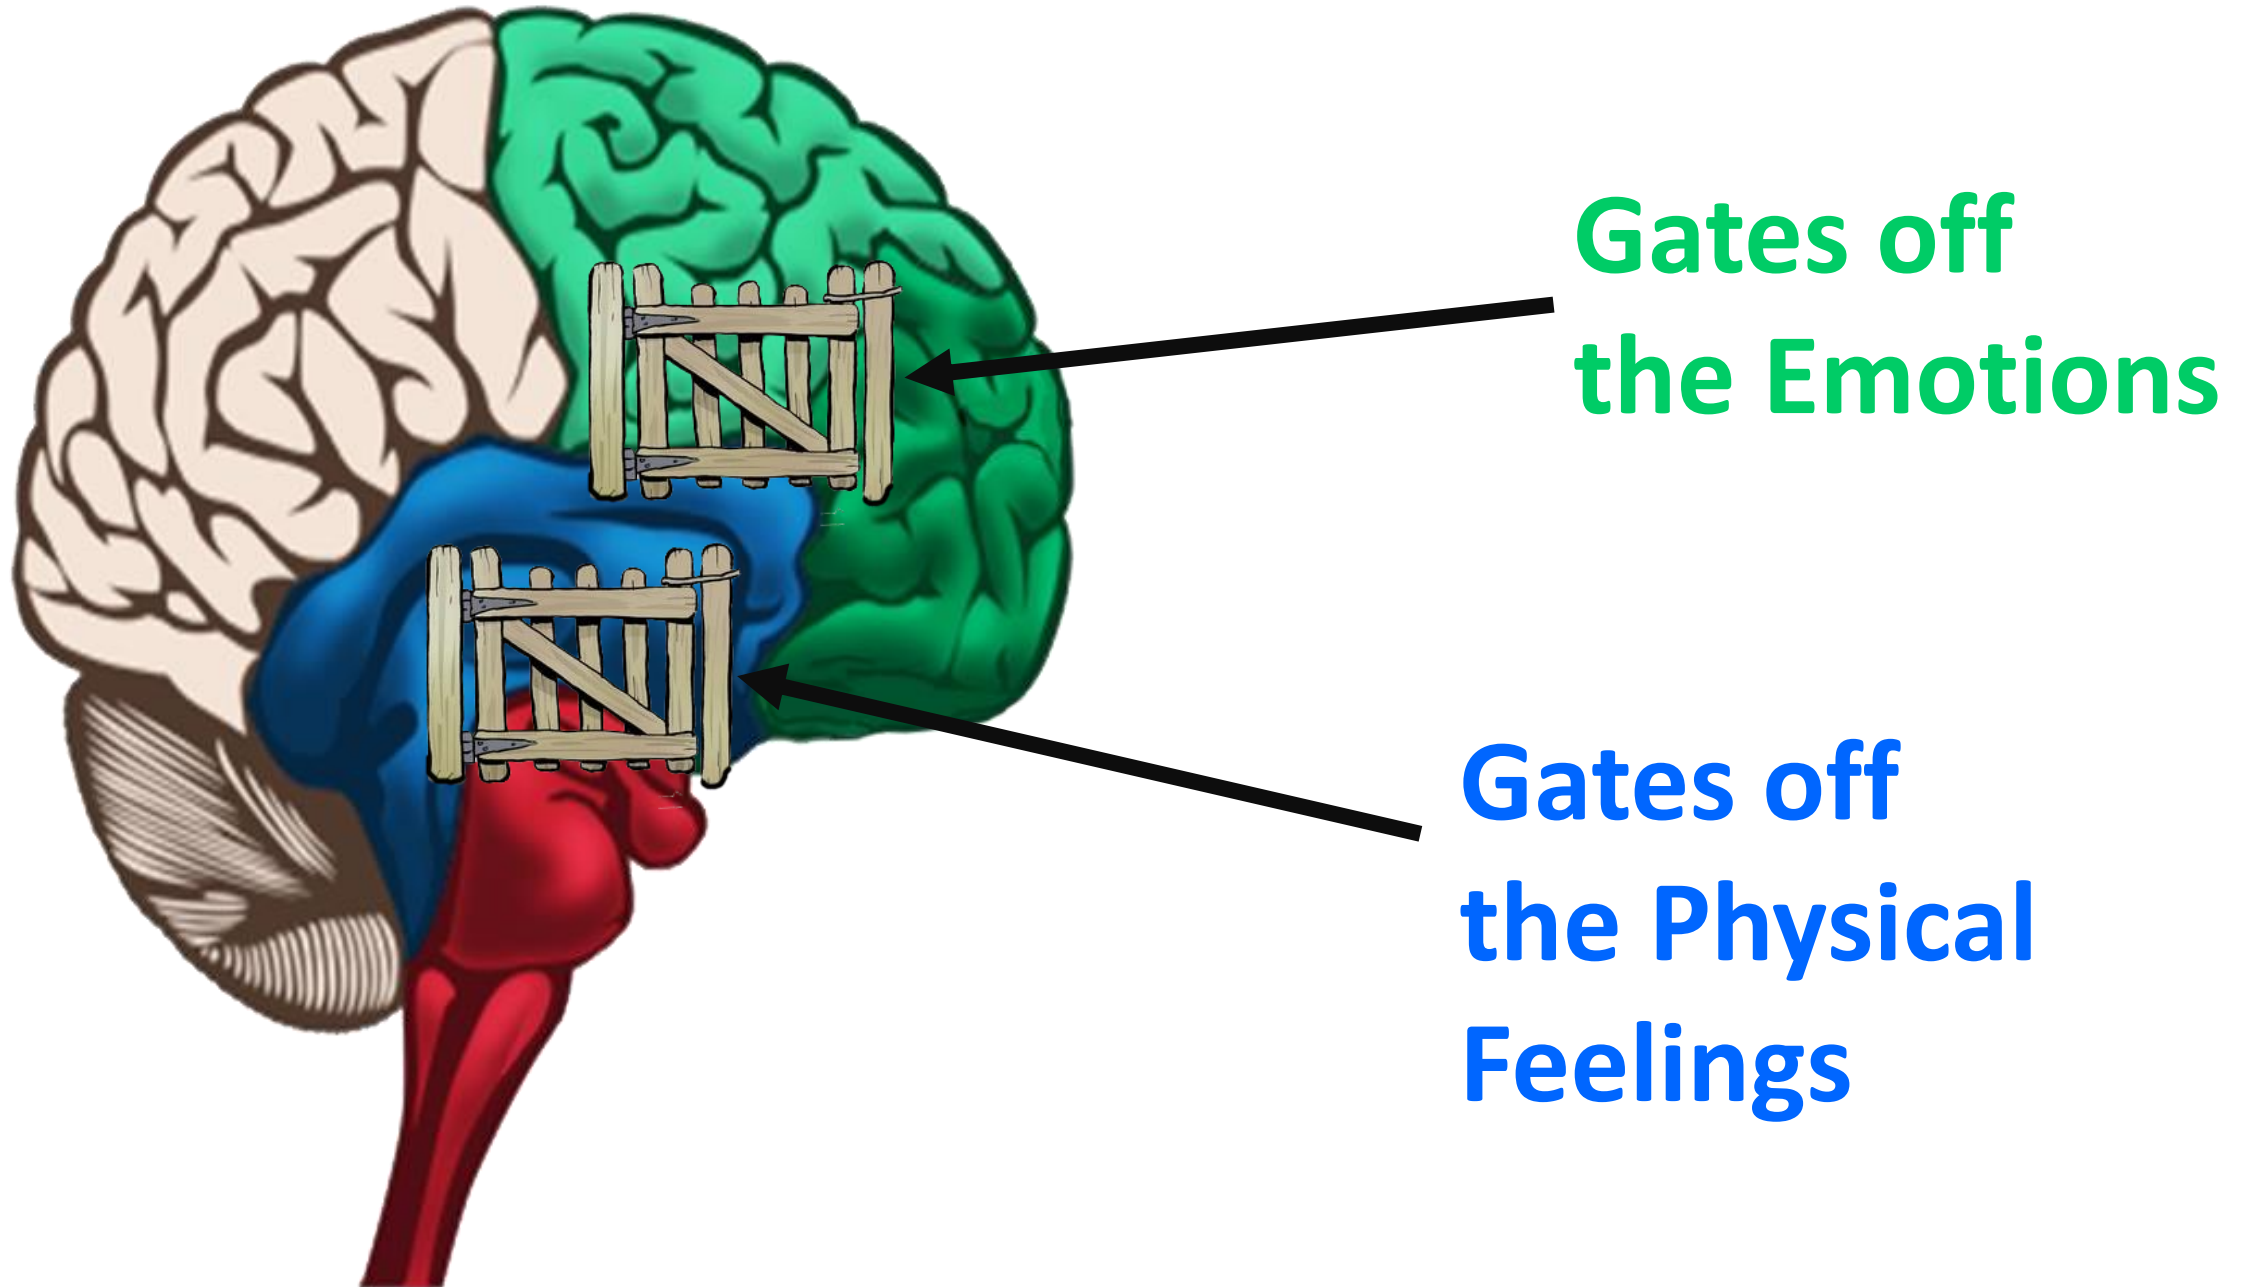 Gates off
the Emotions
Gates off
the Physical
Feelings